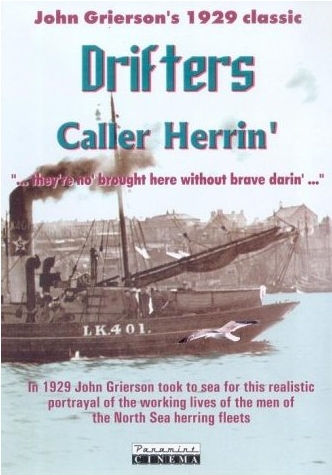 John Grierson's 1929 classic
Drifters
Caller Herrin'
"... they're no' brought here without brave darin' ..."
LK.401.
In 1929 John Grierson took to sea for this realistic
portrayal of the working lives of the men of
the North Sea herring fleets
Panamint
CINEMA